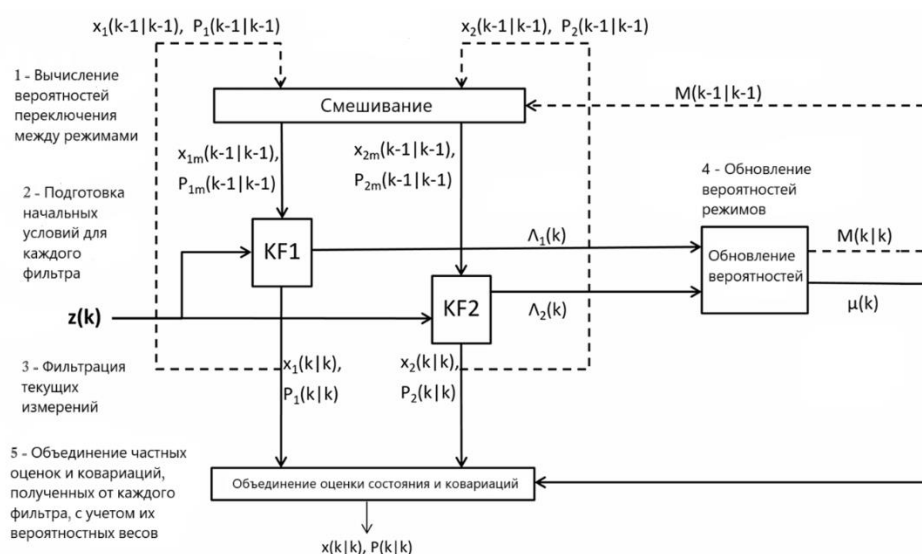 x₁(k-1|k-1), P₁(k-1|k-1)
x₂(k-1|k-1), P₂(k-1|k-1)
1 - Вычисление
вероятностей
переключения
между режимами
Смешивание
M(k-1|k-1)
x₁ₘ(k-1|k-1),
P₁ₘ(k-1|k-1)
x₂ₘ(k-1|k-1),
P₂ₘ(k-1|k-1)
4 - Обновление
вероятностей
режимов
2 - Подготовка
начальных
условий для
каждого
фильтра
KF1
Λ₁(k)
Обновление
вероятностей
M(k|k)
z(k)
KF2
Λ₂(k)
μ(k)
3 - Фильтрация
текущих
измерений
x₁(k|k),
P₁(k|k)
x₂(k|k),
P₂(k|k)
5 - Объединение частных
оценок и ковариаций,
полученных от каждого
фильтра, с учетом их
вероятностных весов
Объединение оценки состояния и ковариаций
x(k|k), P(k|k)